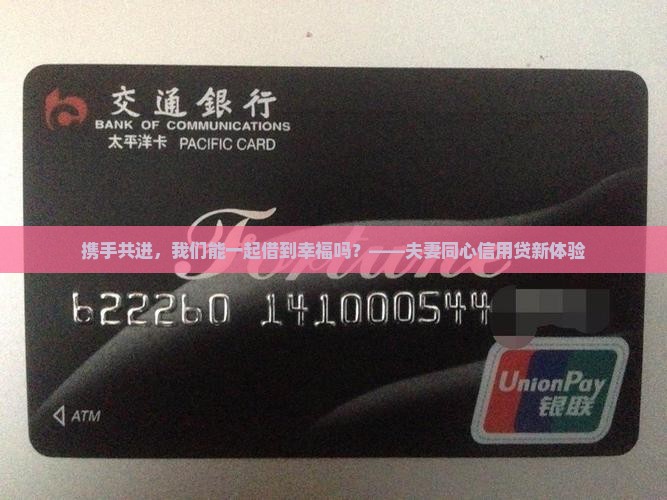 交通銀行
BANK OF COMMUNICATIONS
太平洋卡 PACIFIC CARD
Fortune
携手共进，我们能一起借到幸福吗？——夫妻同心信用贷新体验
622260 141000544
UnionPay
银联
ATM